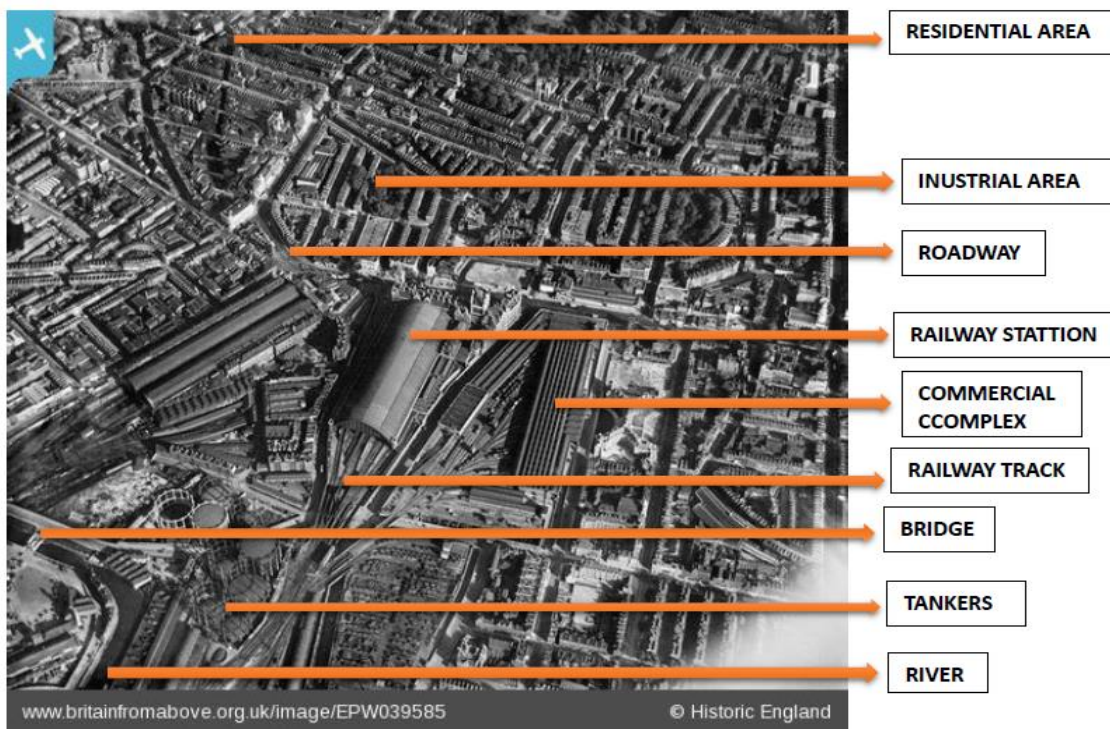 RESIDENTIAL AREA
INUSTRIAL AREA
ROADWAY
RAILWAY STATTION
COMMERCIAL
CCOMPLEX
RAILWAY TRACK
BRIDGE
TANKERS
RIVER
www.britainfromabove.org.uk/image/EPW039585
© Historic England